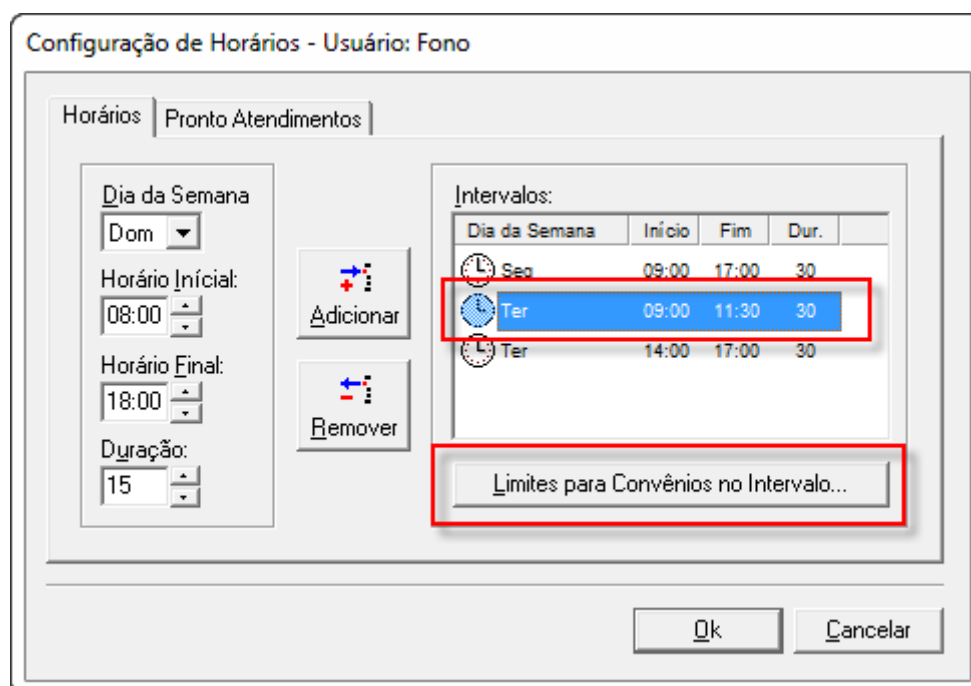 Configuração de Horários - Usuário: Fono
Horários
Pronto Atendimentos
Dia da Semana
Dom
Horário Inícial:
08:00
Horário Final:
18:00
Duração:
15
Adicionar
Remover
Intervalos:
Dia da Semana Início Fim Dur.
Seg 09:00 17:00 30
Ter 09:00 11:30 30
Ter 14:00 17:00 30
Limites para Convênios no Intervalo...
Ok
Cancelar